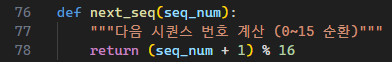 76 def next_seq(seq_num):
77     """다음 시퀀스 번호 계산 (0~15 순환)"""
78     return (seq_num + 1) % 16